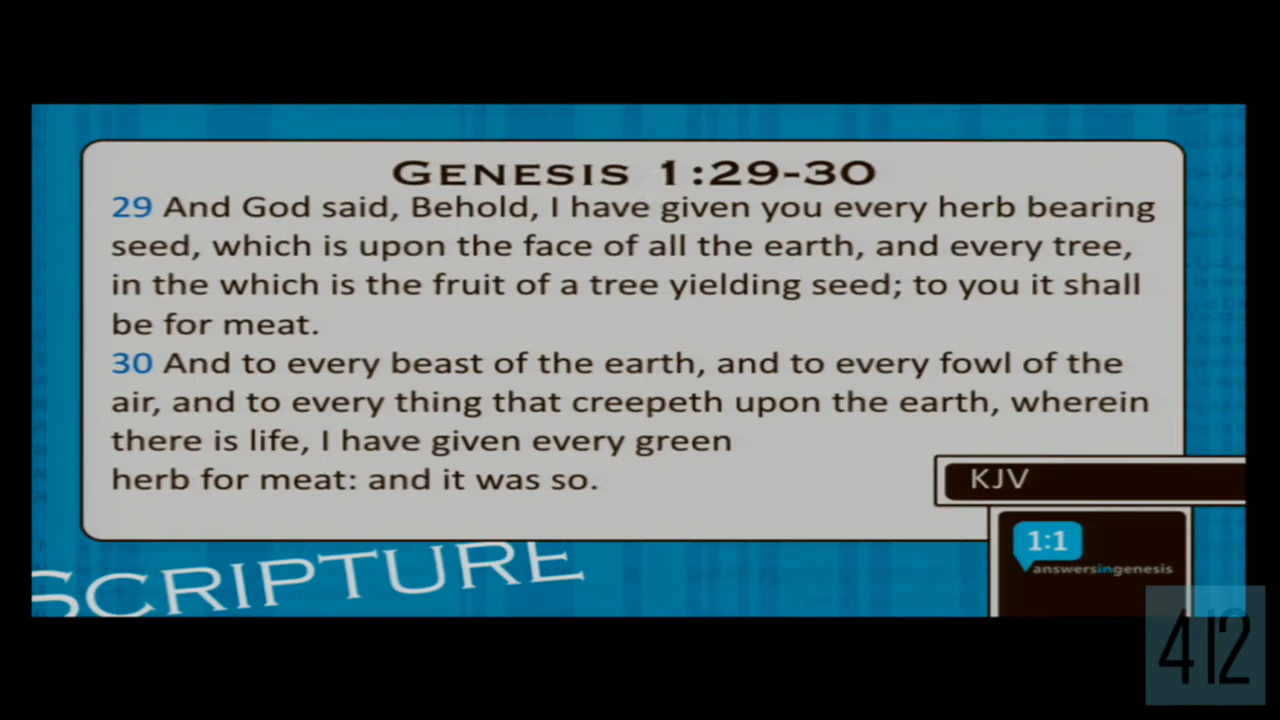 GENESIS 1:29-30
29 And God said, Behold, I have given you every herb bearing
seed, which is upon the face of all the earth, and every tree,
in the which is the fruit of a tree yielding seed; to you it shall
be for meat.
30 And to every beast of the earth, and to every fowl of the
air, and to every thing that creepeth upon the earth, wherein
there is life, I have given every green
herb for meat: and it was so.
KJV
1:1
answersingenesis
SCRIPTURE
412